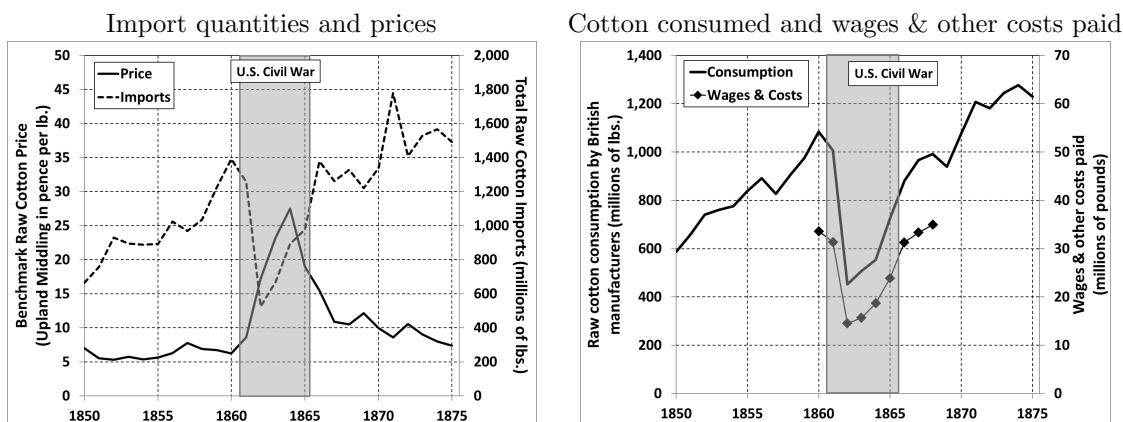 Import quantities and prices
Benchmark Raw Cotton Price
(Upland Middling in pence per lb.)
50
45
40
35
30
25
20
15
10
5
0
Price
Imports
U.S. Civil War
2,000
1,800
1,600
1,400
1,200
1,000
800
600
400
200
0
Total Raw Cotton Imports (millions of lbs.)
1850 1855 1860 1865 1870 1875
Cotton consumed and wages & other costs paid
Raw cotton consumption by British
manufacturers (millions of lbs.)
1,400
1,200
1,000
800
600
400
200
0
Consumption
Wages & Costs
U.S. Civil War
70
60
50
40
30
20
10
0
Wages & other costs paid
(millions of pounds)
1850 1855 1860 1865 1870 1875